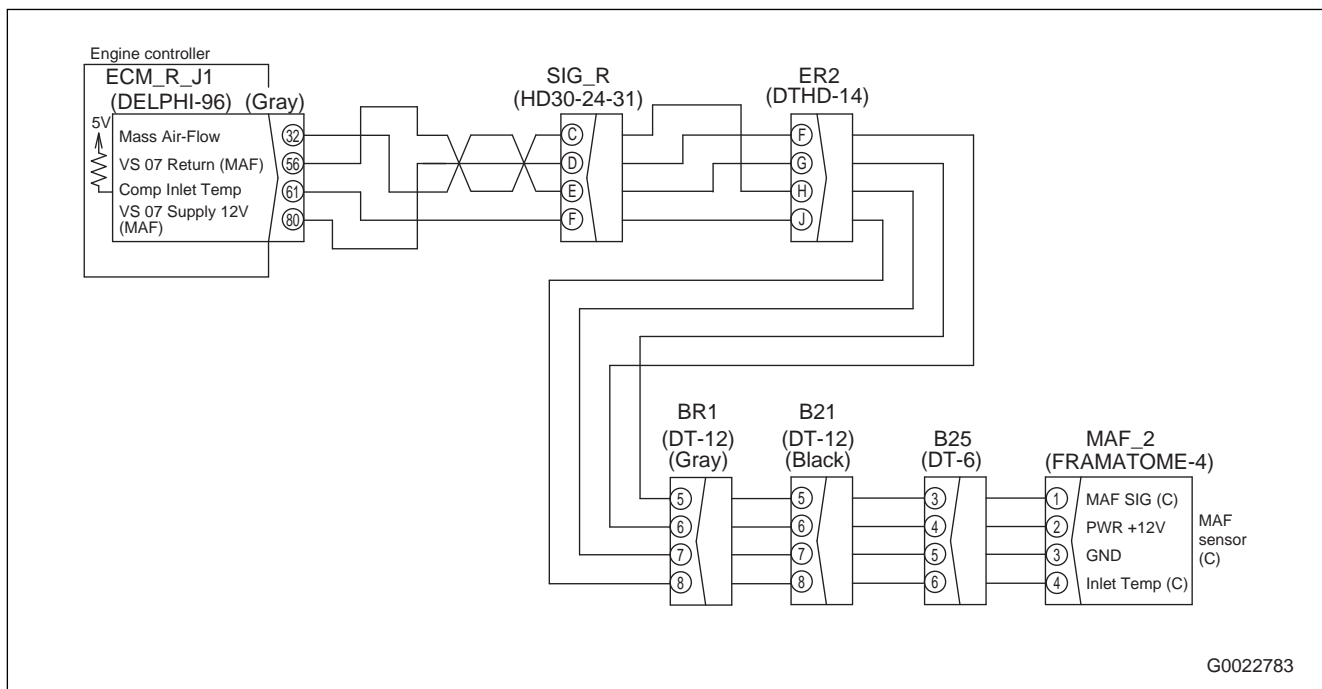 Engine controller
ECM_R_J1
(DELPHI-96) (Gray)
5V
Mass Air-Flow 32
VS 07 Return (MAF) 56
Comp Inlet Temp 61
VS 07 Supply 12V
(MAF) 80
SIG_R
(HD30-24-31)
C
D
E
F
ER2
(DTHD-14)
F
G
H
J
BR1
(DT-12)
(Gray)
5
6
7
8
B21
(DT-12)
(Black)
5
6
7
8
B25
(DT-6)
3
4
5
6
MAF_2
(FRAMATOME-4)
1 MAF SIG (C)
2 PWR +12V
3 GND
4 Inlet Temp (C)
MAF
sensor
(C)
G0022783